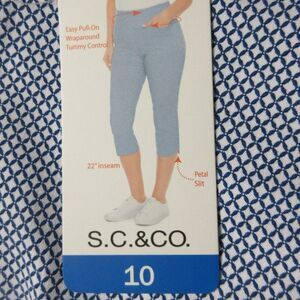 Easy Pull-On
Wraparound
Tummy Control
22" inseam
Petal
Slit
S.C.&CO.
10